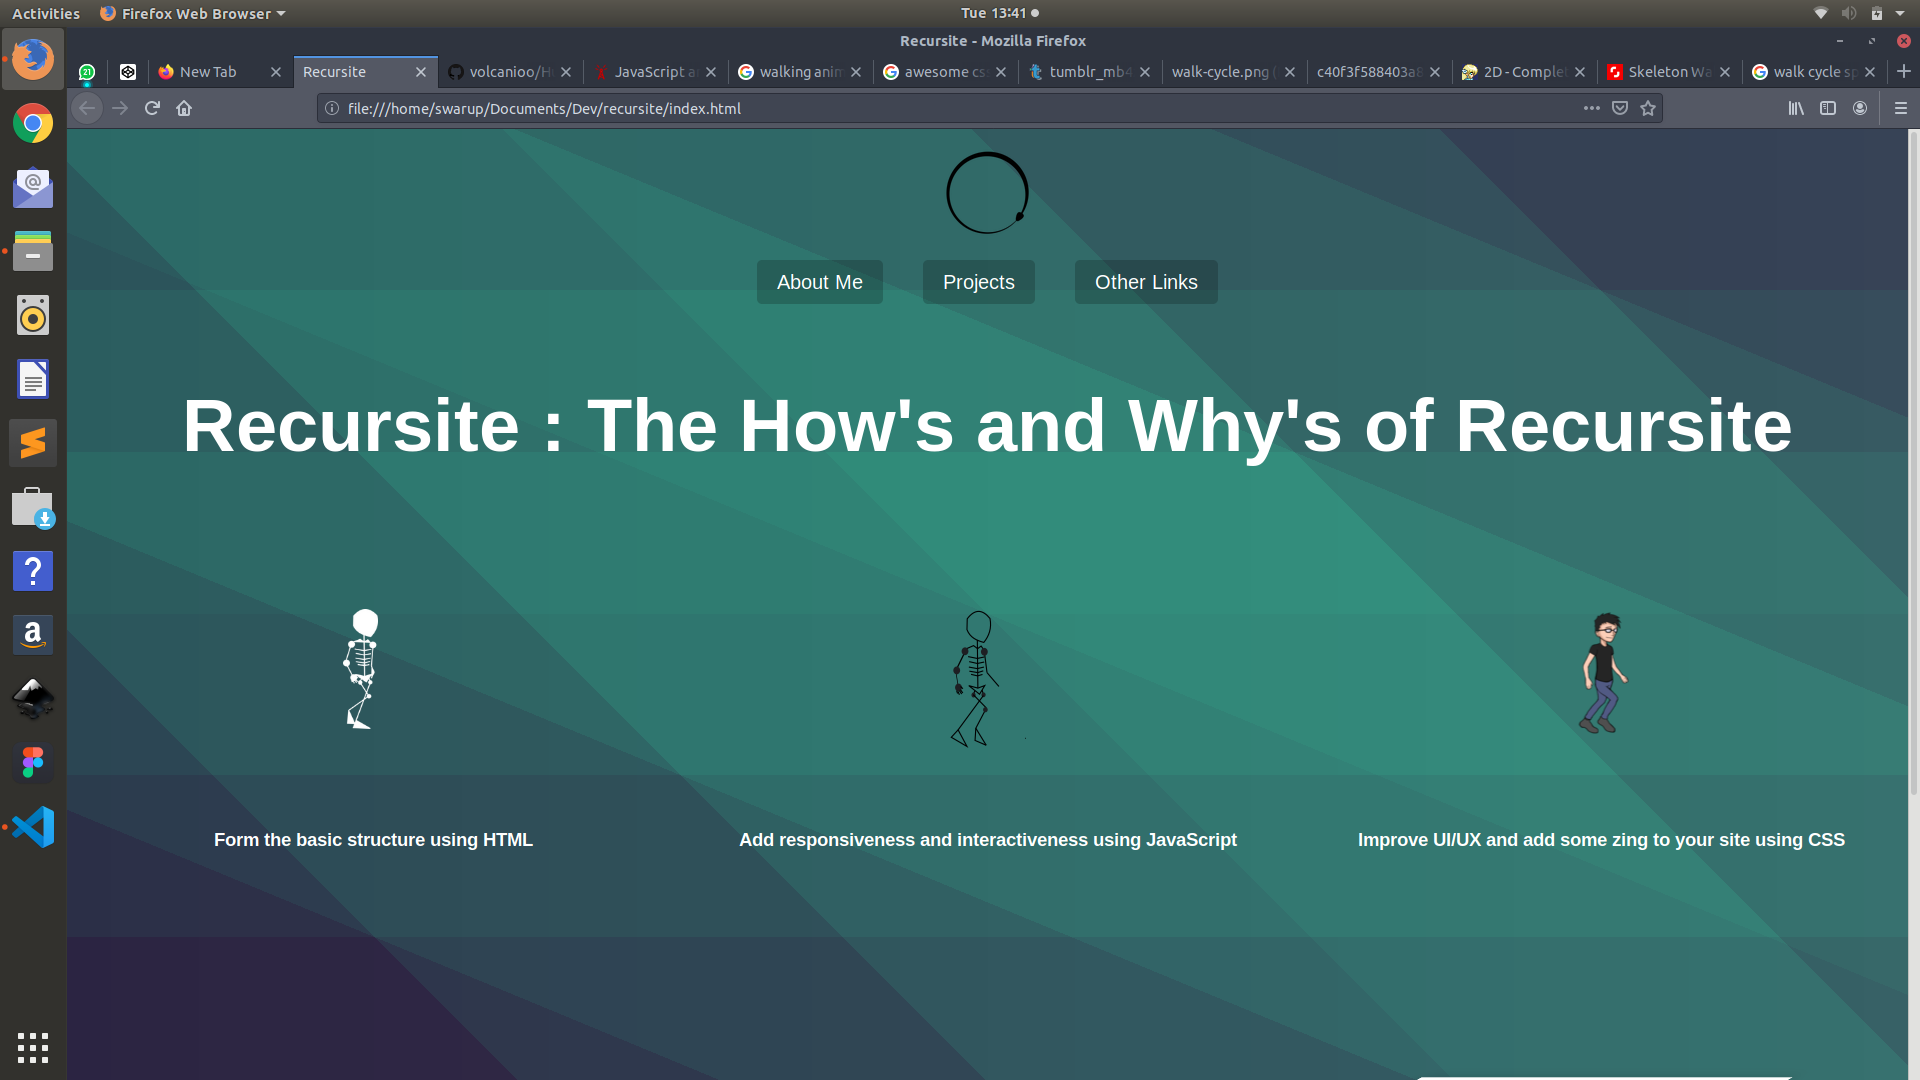 Activities
Firefox Web Browser
Tue 13:41
Recursite - Mozilla Firefox
21
New Tab
Recursite
volcanioo/H
JavaScript a
walking anim
awesome cs
tumblr_mb4
walk-cycle.png (
c40f3f588403a8
2D - Complet
Skeleton Wa
walk cycle sp
file:///home/swarup/Documents/Dev/recursite/index.html
About Me
Projects
Other Links
Recursite : The How's and Why's of Recursite
Form the basic structure using HTML
Add responsiveness and interactiveness using JavaScript
Improve UI/UX and add some zing to your site using CSS